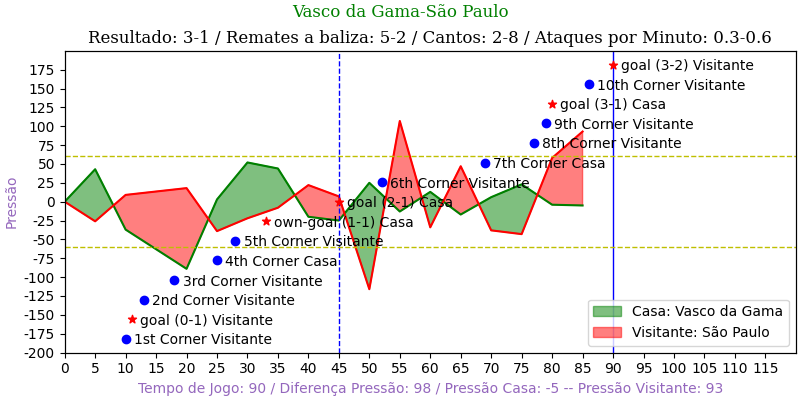 Vasco da Gama-São Paulo
Resultado: 3-1 / Remates a baliza: 5-2 / Cantos: 2-8 / Ataques por Minuto: 0.3-0.6
goal (3-2) Visitante
10th Corner Visitante
goal (3-1) Casa
9th Corner Visitante
8th Corner Visitante
7th Corner Casa
6th Corner Visitante
goal (2-1) Casa
own-goal (1-1) Casa
5th Corner Visitante
4th Corner Casa
3rd Corner Visitante
2nd Corner Visitante
goal (0-1) Visitante
1st Corner Visitante
Pressão
175
150
125
100
75
50
25
0
-25
-50
-75
-100
-125
-150
-175
-200
Casa: Vasco da Gama
Visitante: São Paulo
0 5 10 15 20 25 30 35 40 45 50 55 60 65 70 75 80 85 90 95 100 105 110 115
Tempo de Jogo: 90 / Diferença Pressão: 98 / Pressão Casa: -5 -- Pressão Visitante: 93